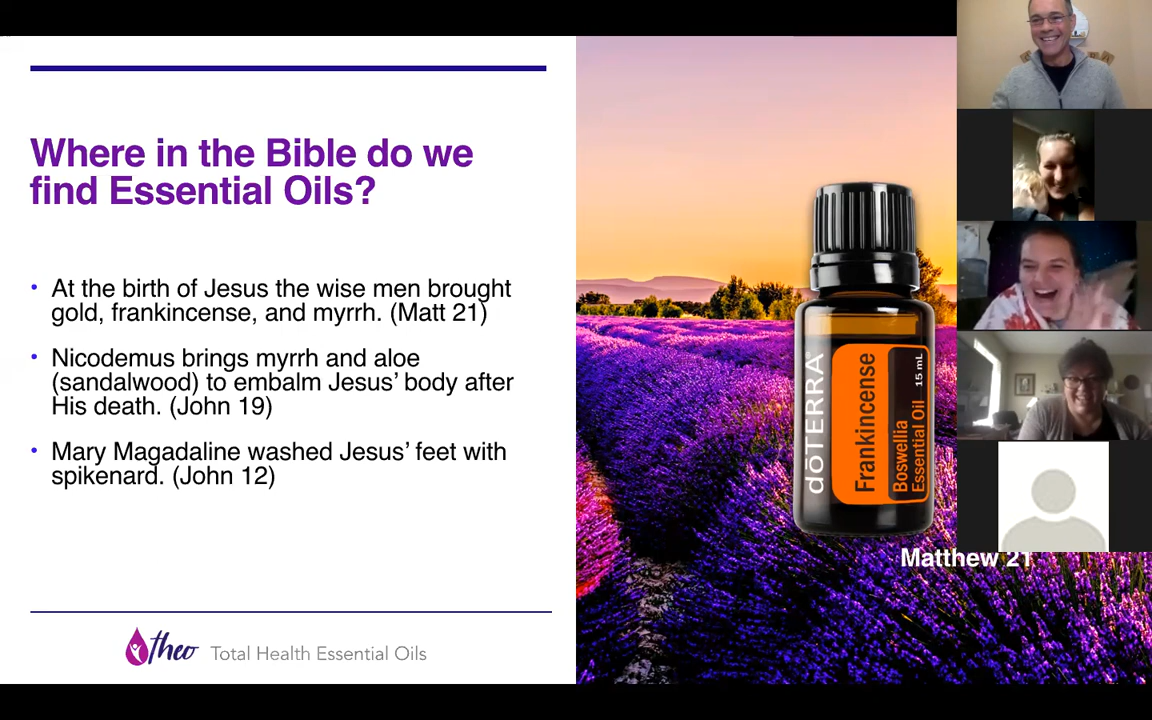 Where in the Bible do we
find Essential Oils?
• At the birth of Jesus the wise men brought
gold, frankincense, and myrrh. (Matt 21)
• Nicodemus brings myrrh and aloe
(sandalwood) to embalm Jesus’ body after
His death. (John 19)
• Mary Magadaline washed Jesus’ feet with
spikenard. (John 12)
theo Total Health Essential Oils
dōTERRA
Frankincense
Boswellia
Essential Oil 15 mL
Matthew 21